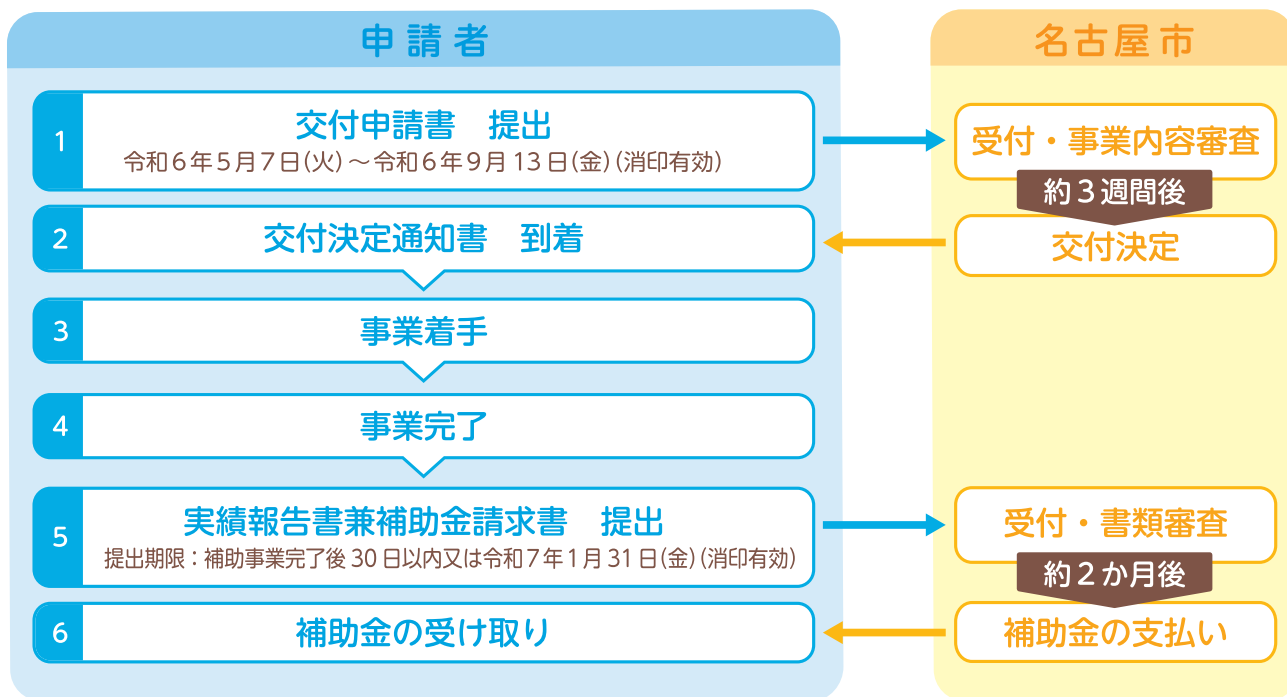 申請者
名古屋市
1
交付申請書　提出
令和６年５月７日(火)～令和６年９月13日(金)(消印有効)
受付・事業内容審査
約３週間後
2
交付決定通知書　到着
交付決定
3
事業着手
4
事業完了
5
実績報告書兼補助金請求書　提出
提出期限：補助事業完了後30日以内又は令和７年１月31日(金)(消印有効)
受付・書類審査
約２か月後
6
補助金の受け取り
補助金の支払い